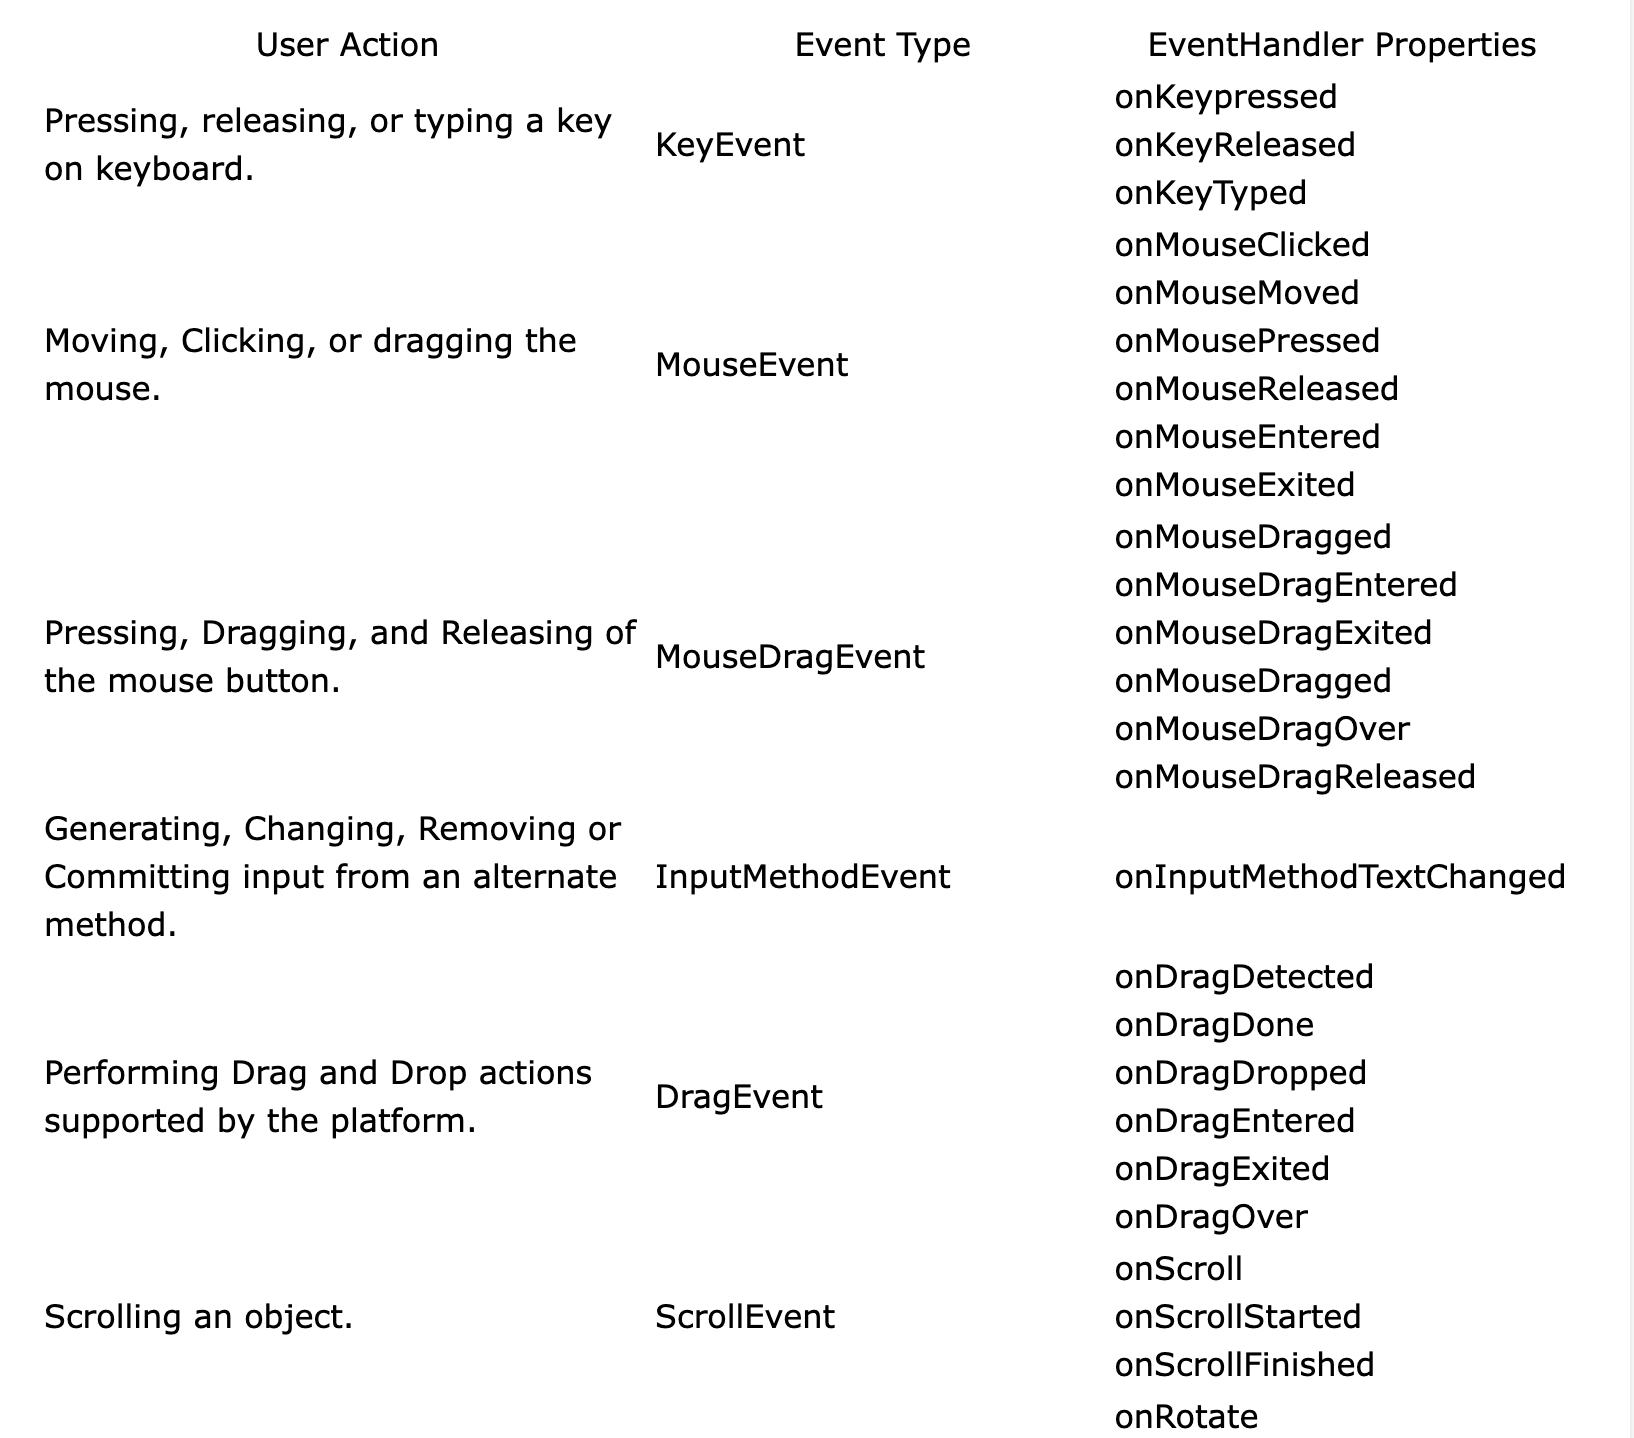 User Action Event Type EventHandler Properties
Pressing, releasing, or typing a key
on keyboard.
KeyEvent
onKeypressed
onKeyReleased
onKeyTyped
Moving, Clicking, or dragging the
mouse.
MouseEvent
onMouseClicked
onMouseMoved
onMousePressed
onMouseReleased
onMouseEntered
onMouseExited
Pressing, Dragging, and Releasing of
the mouse button.
MouseDragEvent
onMouseDragged
onMouseDragEntered
onMouseDragExited
onMouseDragged
onMouseDragOver
onMouseDragReleased
Generating, Changing, Removing or
Committing input from an alternate
method.
InputMethodEvent
onInputMethodTextChanged
Performing Drag and Drop actions
supported by the platform.
DragEvent
onDragDetected
onDragDone
onDragDropped
onDragEntered
onDragExited
onDragOver
Scrolling an object.
ScrollEvent
onScroll
onScrollStarted
onScrollFinished
onRotate